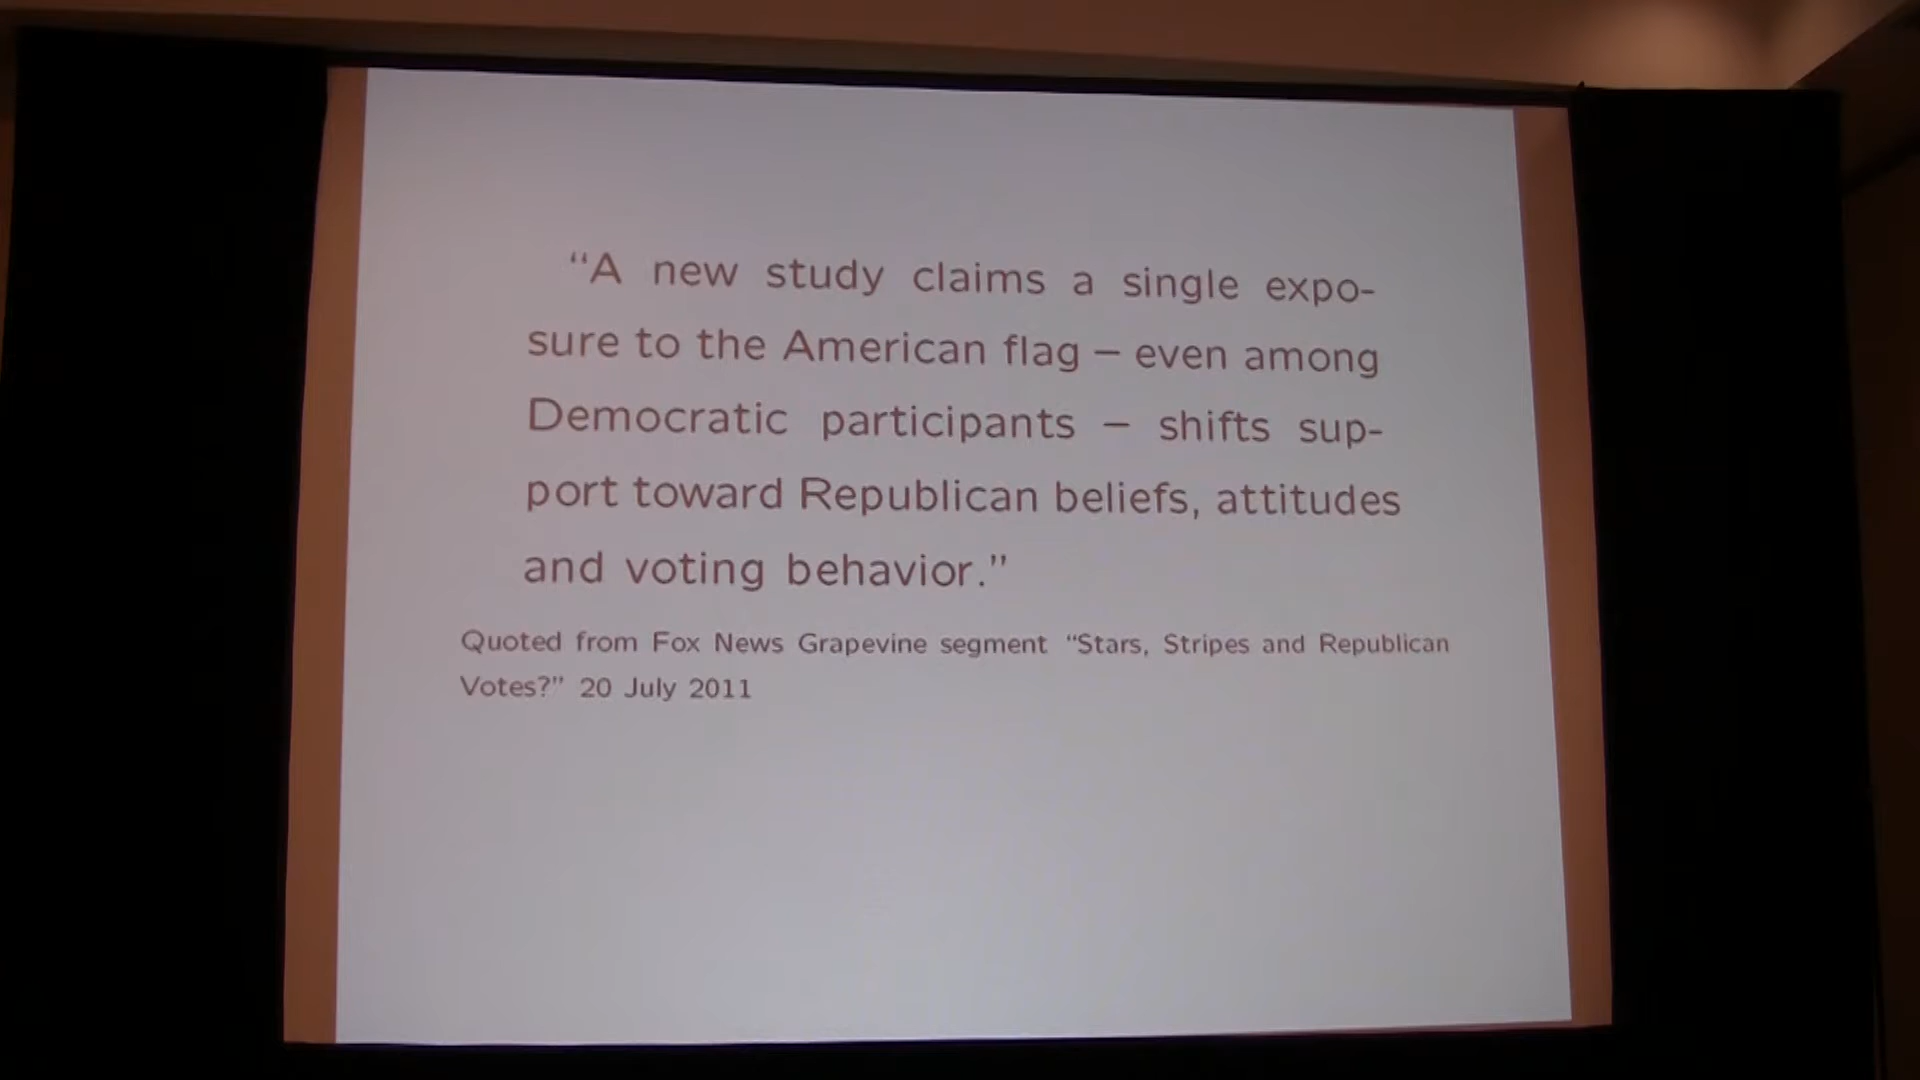 “A new study claims a single expo-
sure to the American flag – even among
Democratic participants – shifts sup-
port toward Republican beliefs, attitudes
and voting behavior.”
Quoted from Fox News Grapevine segment “Stars, Stripes and Republican
Votes?” 20 July 2011